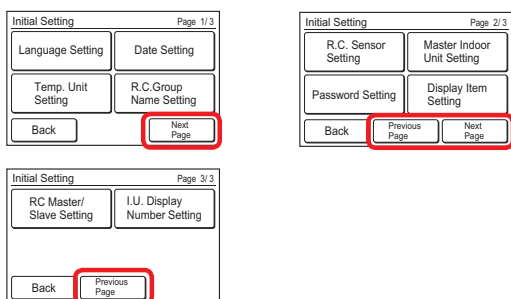 Initial Setting Page 1/3
Language Setting Date Setting
Temp. Unit R.C.Group
Setting Name Setting
Back Next
Page
Initial Setting Page 2/3
R.C. Sensor Master Indoor
Setting Unit Setting
Password Setting Display Item
Setting
Back Previous Next
Page Page
Initial Setting Page 3/3
RC Master/ I.U. Display
Slave Setting Number Setting
Back Previous
Page